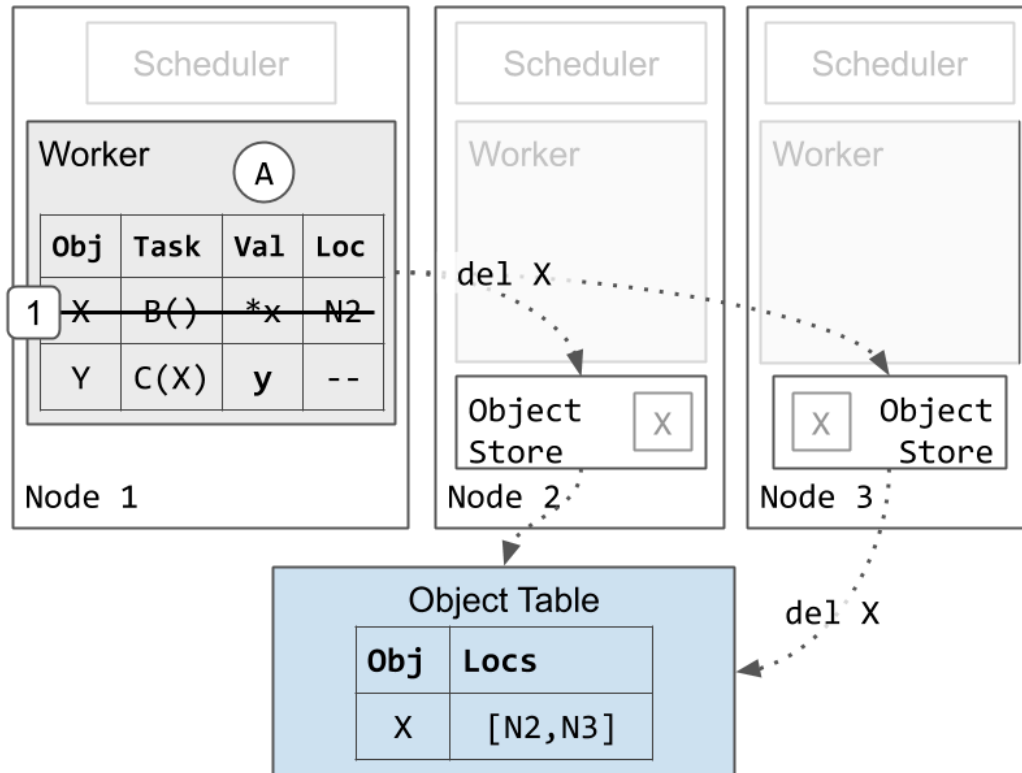 Scheduler
Worker
A
Obj Task Val Loc
1
X B() *x N2
Y C(X) y --
Node 1
Scheduler
Worker
del X
Object
Store
X
Node 2
Scheduler
Worker
X
Object
Store
Node 3
del X
Object Table
Obj Locs
X [N2,N3]